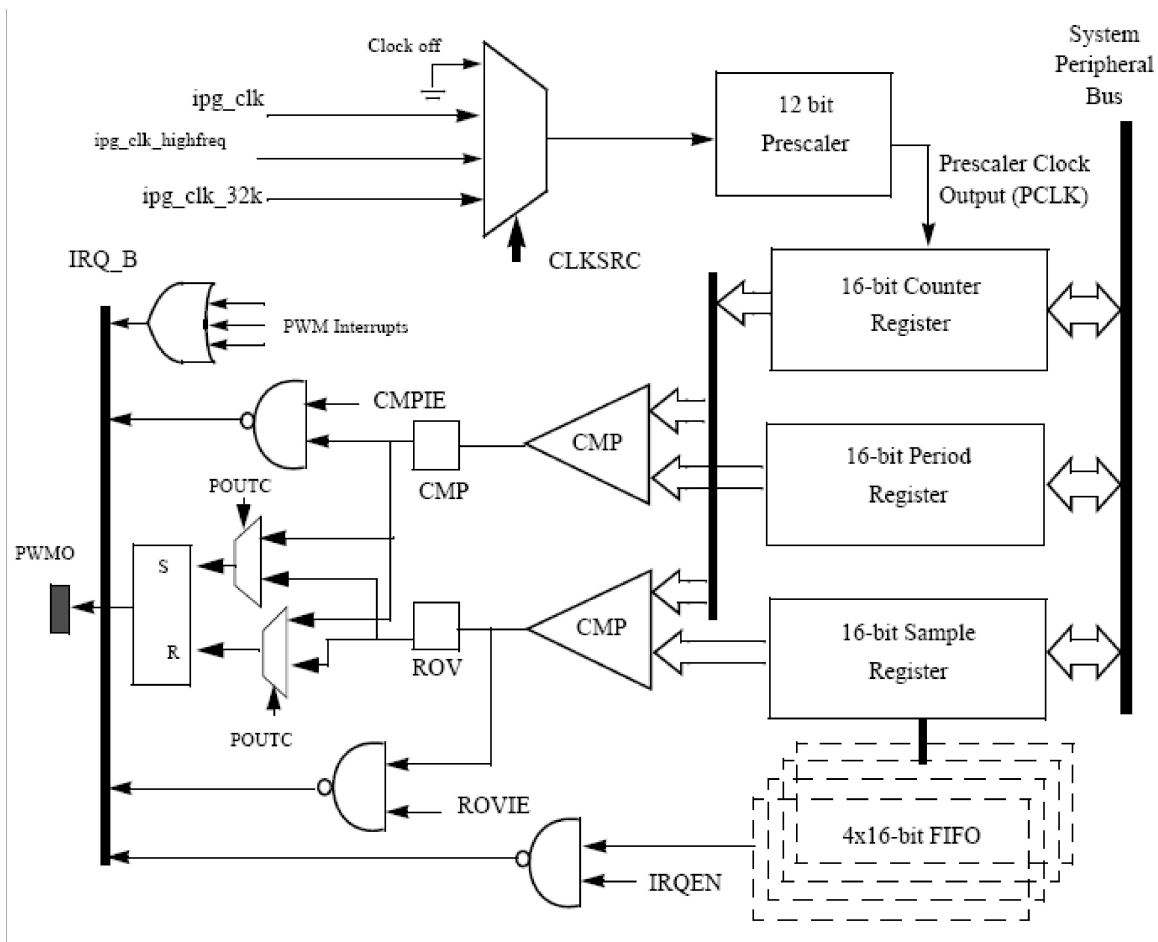 System
Peripheral
Bus
Clock off
ipg_clk
ipg_clk_highfreq
ipg_clk_32k
12 bit
Prescaler
Prescaler Clock
Output (PCLK)
CLKSRC
IRQ_B
PWM Interrupts
16-bit Counter
Register
CMPIE
CMP
CMP
16-bit Period
Register
POUTC
PWMO
S
R
ROV
CMP
16-bit Sample
Register
POUTC
ROVIE
4x16-bit FIFO
IRQEN